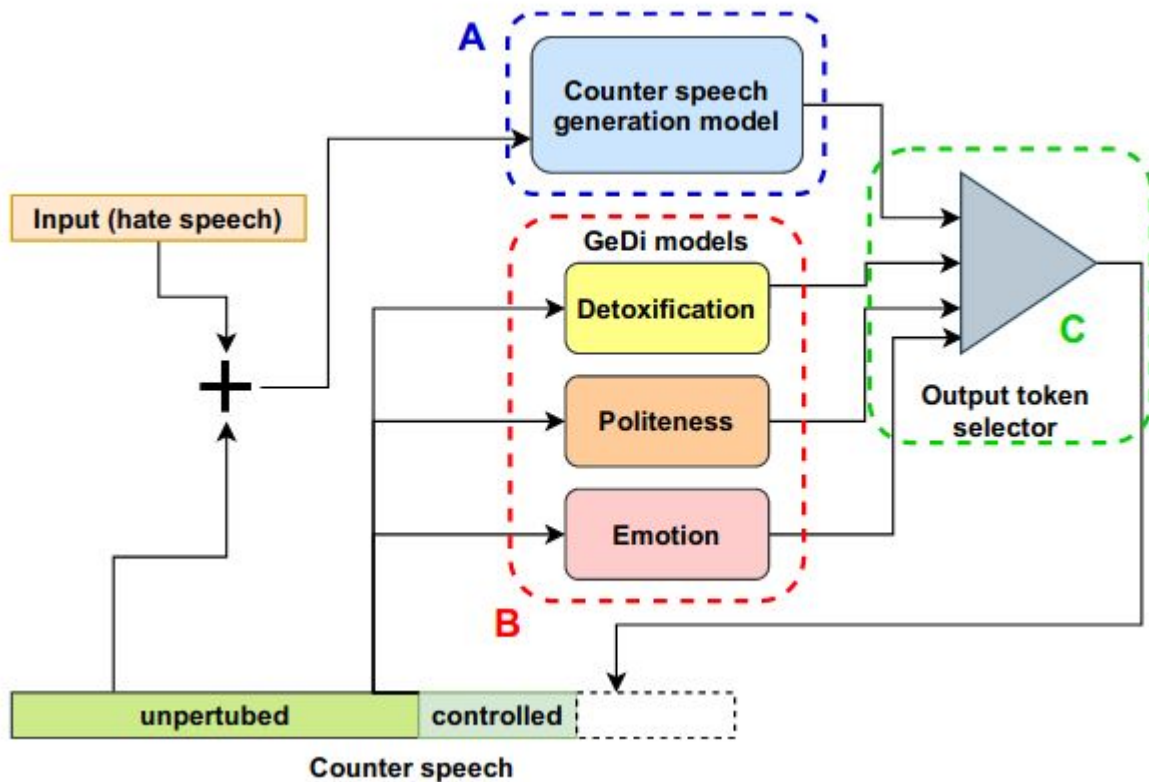 A
Counter speech
generation model
Input (hate speech)
GeDi models
Detoxification
Politeness
Emotion
B
C
Output token
selector
unpertubed
controlled
Counter speech